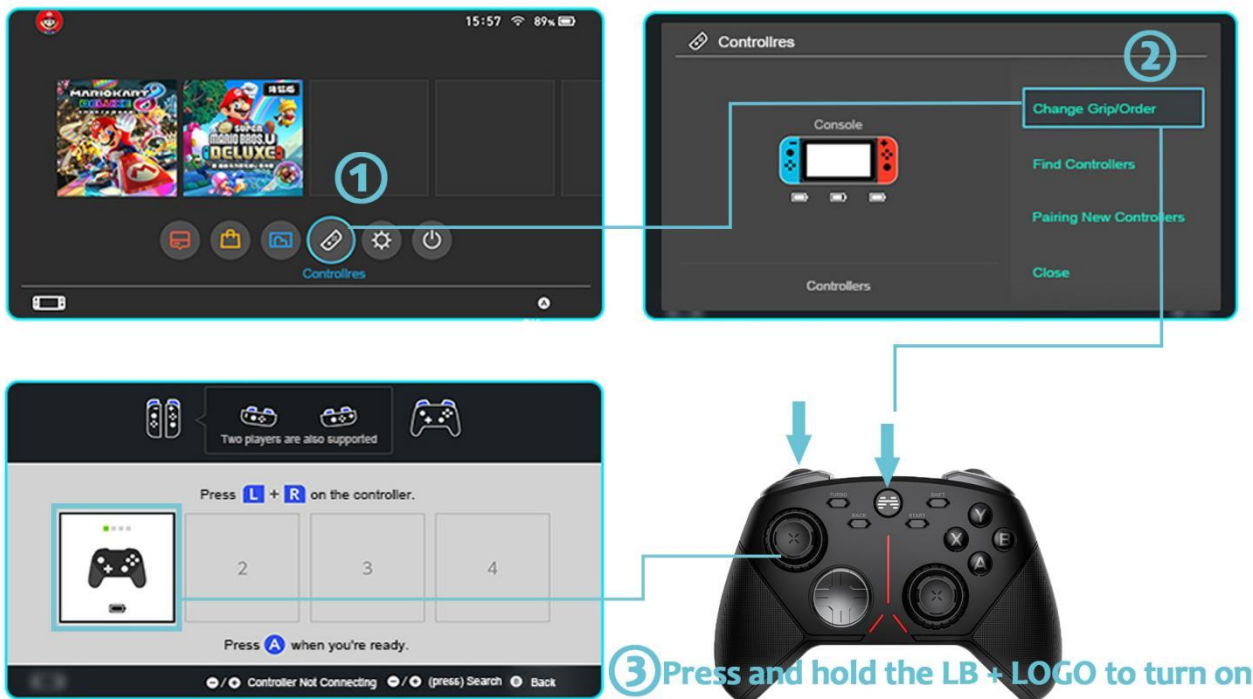 15:57 89%
MARIOKART 8
DELUXE
SUPER
MARIO BROS. U
DELUXE
①
Controllres
A
Controllres
②
Console
Change Grip/Order
Find Controllers
Pairing New Controllers
Close
Controllers
Two players are also supported
Press L + R on the controller.
2 3 4
Press A when you're ready.
⊖/⊕ Controller Not Connecting ⊖/⊕ (press) Search Back
TURBO SHIFT
BACK START
Y
X B
A
③Press and hold the LB + LOGO to turn on